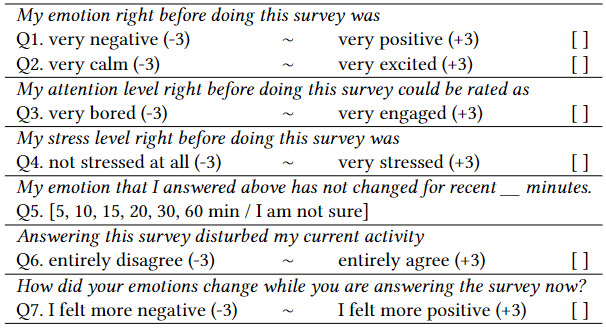 My emotion right before doing this survey was
Q1. very negative (-3) ~ very positive (+3) [ ]
Q2. very calm (-3) ~ very excited (+3) [ ]
My attention level right before doing this survey could be rated as
Q3. very bored (-3) ~ very engaged (+3) [ ]
My stress level right before doing this survey was
Q4. not stressed at all (-3) ~ very stressed (+3) [ ]
My emotion that I answered above has not changed for recent __ minutes.
Q5. [5, 10, 15, 20, 30, 60 min / I am not sure]
Answering this survey disturbed my current activity
Q6. entirely disagree (-3) ~ entirely agree (+3) [ ]
How did your emotions change while you are answering the survey now?
Q7. I felt more negative (-3) ~ I felt more positive (+3) [ ]